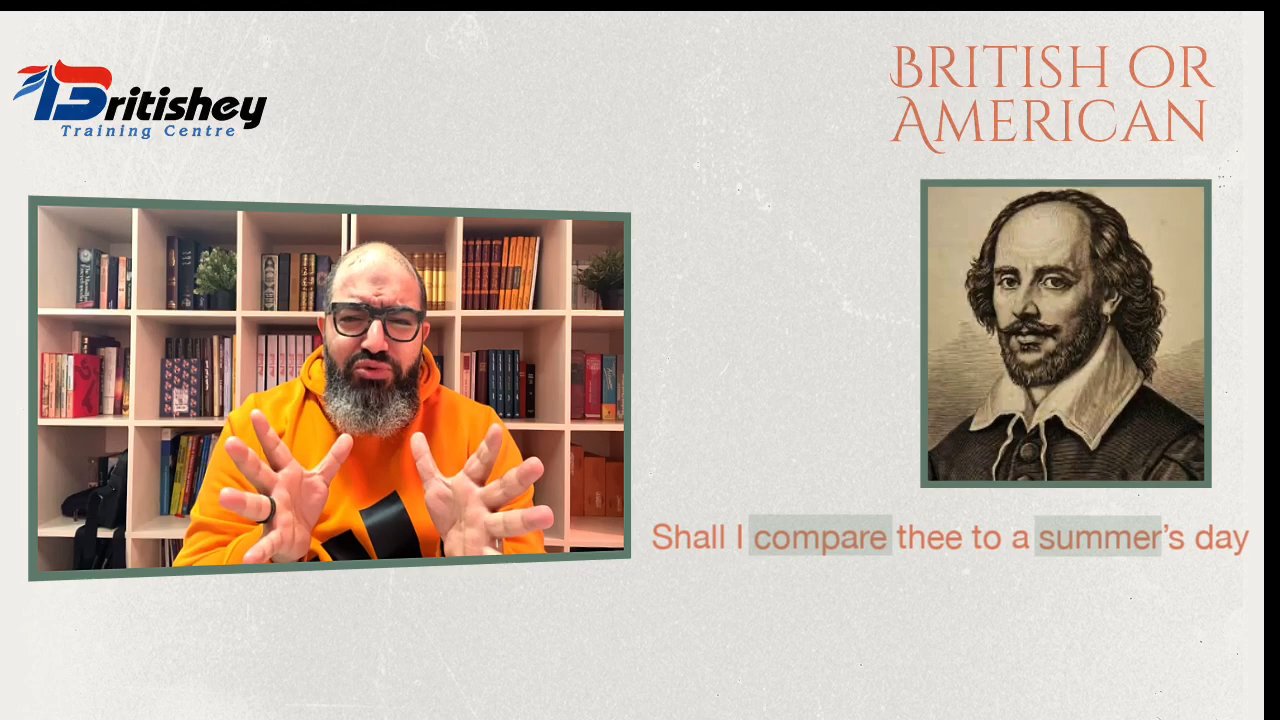 Britishey
Training Centre
BRITISH OR
AMERICAN
Shall I compare thee to a summer's day